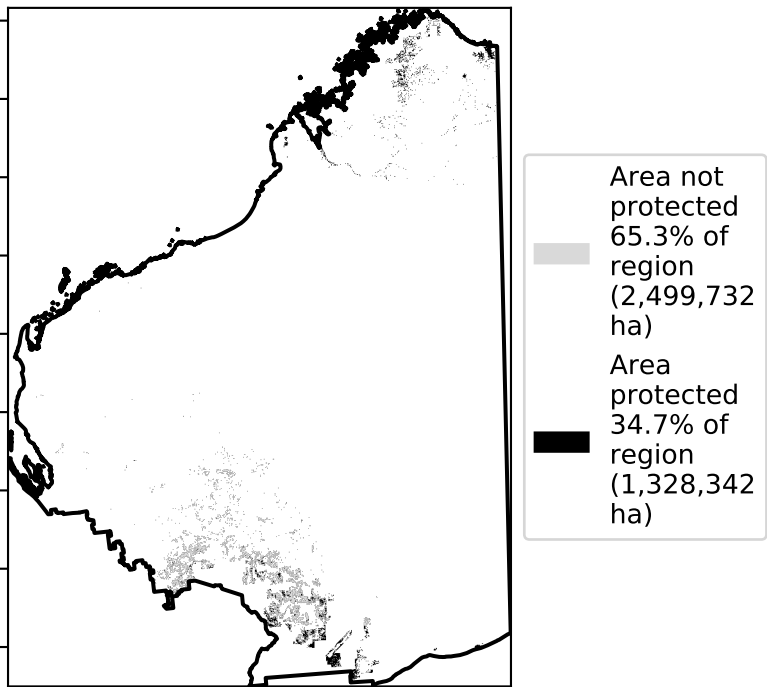 Area not
protected
65.3% of
region
(2,499,732
ha)
Area
protected
34.7% of
region
(1,328,342
ha)